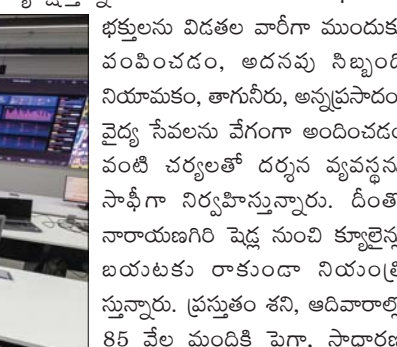 భక్తులను విడతల వారీగా ముందుకు
పంపించడం, అదనపు సిబ్బంది
నియామకం, తాగునీరు, అన్నప్రసాదం
వైద్య సేవలను వేగంగా అందించడం
వంటి చర్యలతో దర్శన వ్యవస్థను
సాఫీగా నిర్వహిస్తున్నారు. దీంతో
నారాయణగిరి షెడ్ల నుంచి క్యూలైన్లు
బయటకు రాకుండా నియంత్రి
స్తున్నారు. ప్రస్తుతం శని, ఆదివారాల్లో
85 వేల మందికి పైగా, సాధారణ